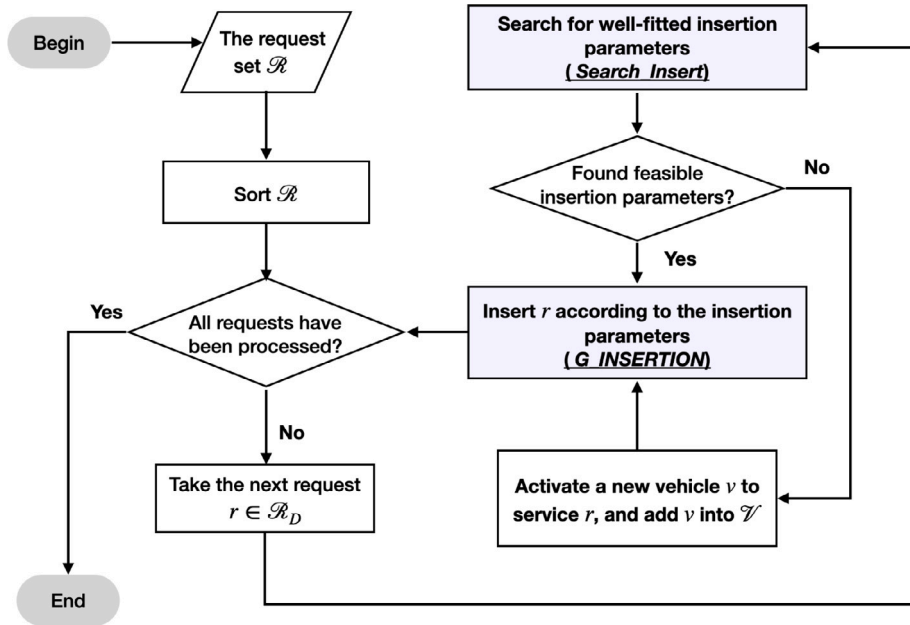 Begin
The request
set ℛ
Sort ℛ
All requests have
been processed?
Yes
No
Take the next request
r ∈ ℛ_D
End
Search for well-fitted insertion
parameters
( Search_Insert)
Found feasible
insertion parameters?
No
Yes
Insert r according to the insertion
parameters
( G_INSERTION)
Activate a new vehicle v to
service r, and add v into 𝒱